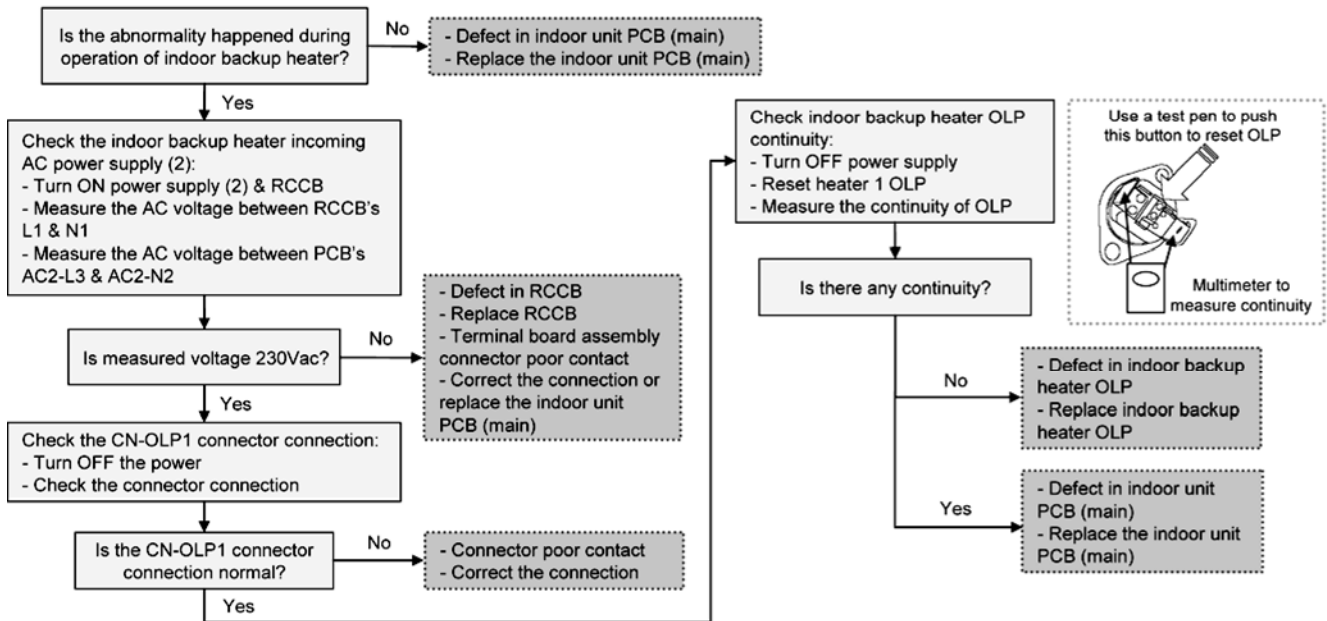 Is the abnormality happened during
operation of indoor backup heater?
No
- Defect in indoor unit PCB (main)
- Replace the indoor unit PCB (main)
Yes
Check the indoor backup heater incoming
AC power supply (2):
- Turn ON power supply (2) & RCCB
- Measure the AC voltage between RCCB's
L1 & N1
- Measure the AC voltage between PCB's
AC2-L3 & AC2-N2
Is measured voltage 230Vac?
No
- Defect in RCCB
- Replace RCCB
- Terminal board assembly
connector poor contact
- Correct the connection or
replace the indoor unit
PCB (main)
Yes
Check the CN-OLP1 connector connection:
- Turn OFF the power
- Check the connector connection
Is the CN-OLP1 connector
connection normal?
No
- Connector poor contact
- Correct the connection
Yes
Check indoor backup heater OLP
continuity:
- Turn OFF power supply
- Reset heater 1 OLP
- Measure the continuity of OLP
Use a test pen to push
this button to reset OLP
Multimeter to
measure continuity
Is there any continuity?
No
- Defect in indoor backup
heater OLP
- Replace indoor backup
heater OLP
Yes
- Defect in indoor unit
PCB (main)
- Replace the indoor unit
PCB (main)